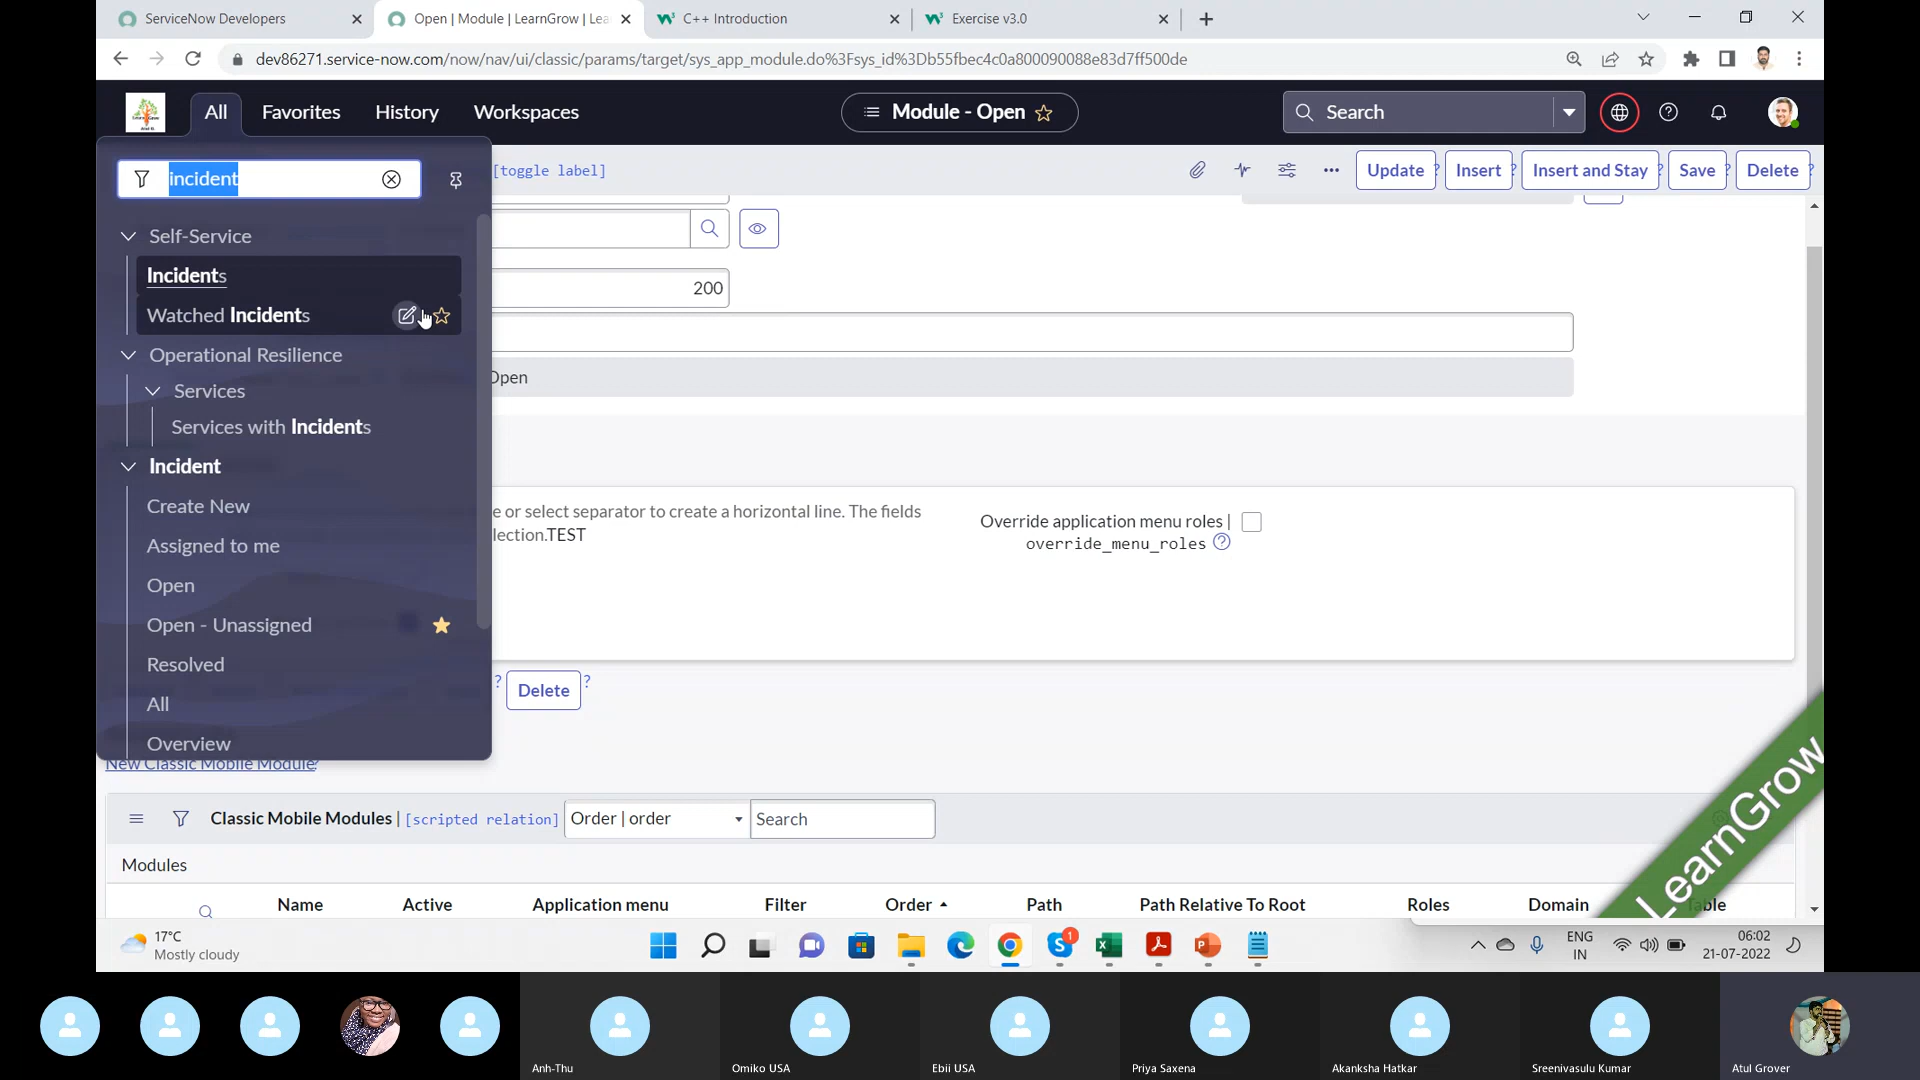 ServiceNow Developers
Open | Module | LearnGrow | Lea
C++ Introduction
Exercise v3.0
dev86271.service-now.com/now/nav/ui/classic/params/target/sys_app_module.do%3Fsys_id%3Db55fbec4c0a800090088e83d7ff500de
All
Favorites
History
Workspaces
Module - Open
Search
incident
[toggle label]
Update ?
Insert ?
Insert and Stay ?
Save ?
Delete ?
Self-Service
Incidents
Watched Incidents
Operational Resilience
Services
Services with Incidents
Incident
Create New
Assigned to me
Open
Open - Unassigned
Resolved
All
Overview
200
Open
e or select separator to create a horizontal line. The fields
lection.TEST
Override application menu roles |
override_menu_roles ?
?
Delete ?
New Classic Mobile Module?
Classic Mobile Modules | [scripted relation]
Order | order
Search
Modules
Name
Active
Application menu
Filter
Order
Path
Path Relative To Root
Roles
Domain
LearnGrow
17°C
Mostly cloudy
1
ENG
IN
06:02
21-07-2022
Anh-Thu
Omiko USA
Ebii USA
Priya Saxena
Akanksha Hatkar
Sreenivasulu Kumar
Atul Grover